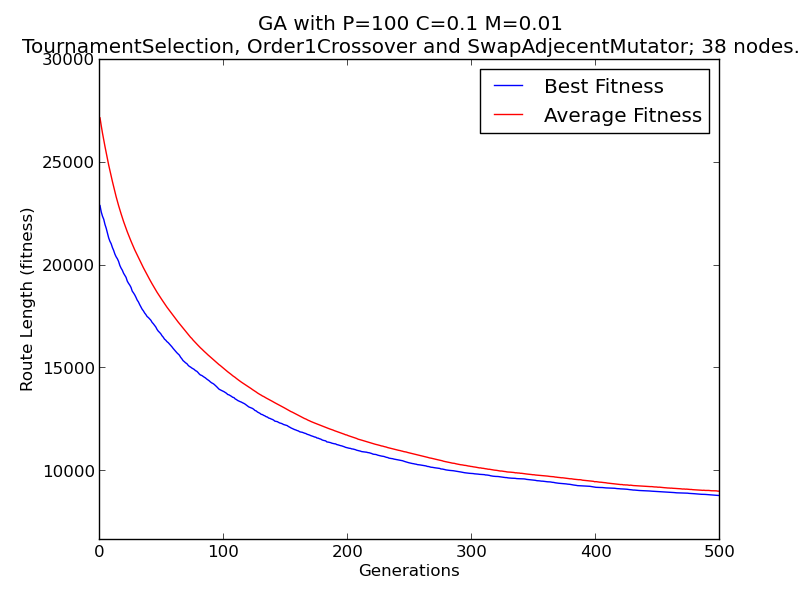 GA with P=100 C=0.1 M=0.01
TournamentSelection, Order1Crossover and SwapAdjecentMutator; 38 nodes.
30000
25000
20000
15000
10000
Route Length (fitness)
Best Fitness
Average Fitness
0 100 200 300 400 500
Generations